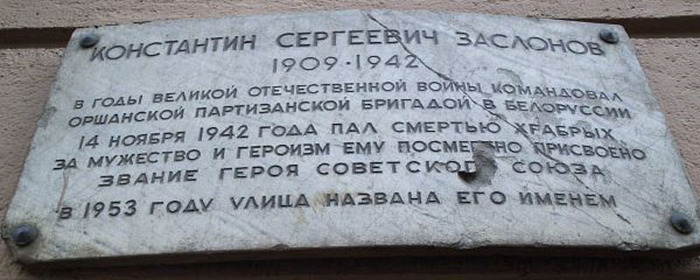 КОНСТАНТИН СЕРГЕЕВИЧ ЗАСЛОНОВ
1909-1942
В ГОДЫ ВЕЛИКОЙ ОТЕЧЕСТВЕННОЙ ВОЙНЫ КОМАНДОВАЛ
ОРШАНСКОЙ ПАРТИЗАНСКОЙ БРИГАДОЙ В БЕЛОРУССИИ
14 НОЯБРЯ 1942 ГОДА ПАЛ СМЕРТЬЮ ХРАБРЫХ
ЗА МУЖЕСТВО И ГЕРОИЗМ ЕМУ ПОСМЕРТНО ПРИСВОЕНО
ЗВАНИЕ ГЕРОЯ СОВЕТСКОГО СОЮЗА
В 1953 ГОДУ УЛИЦА НАЗВАНА ЕГО ИМЕНЕМ